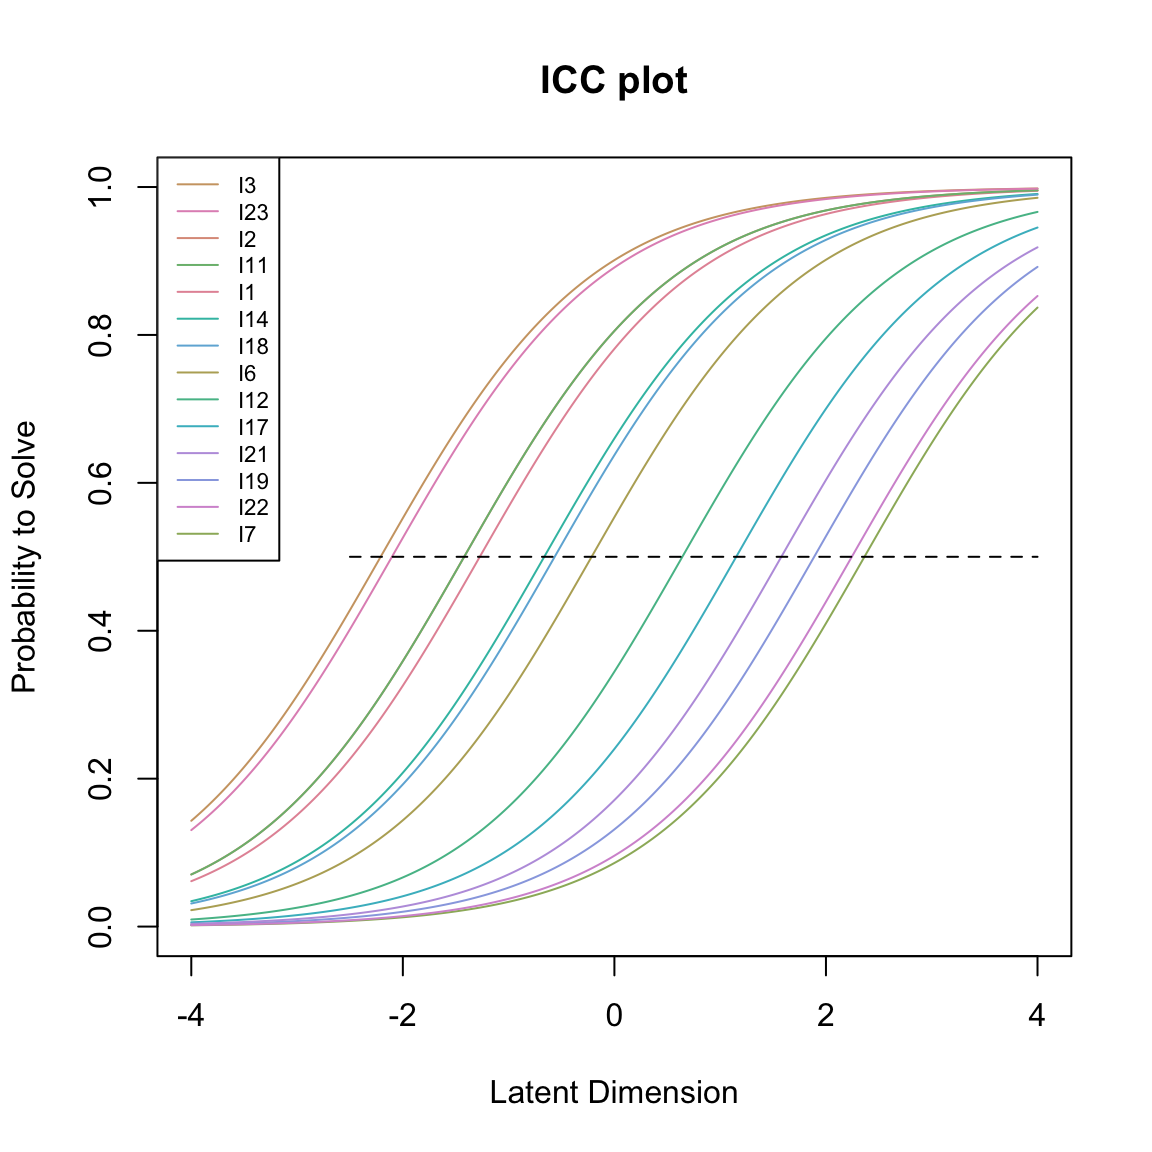 ICC plot
Probability to Solve
1.0
0.8
0.6
0.4
0.2
0.0
I3
I23
I2
I11
I1
I14
I18
I6
I12
I17
I21
I19
I22
I7
-4 -2 0 2 4
Latent Dimension